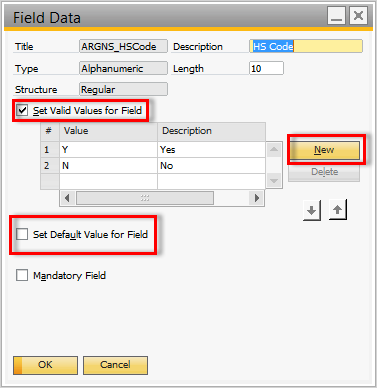 Field Data
Title ARGNS_HSCode Description HS Code
Type Alphanumeric Length 10
Structure Regular
Set Valid Values for Field
# Value Description
1 Y Yes
2 N No
New
Delete
Set Default Value for Field
Mandatory Field
OK Cancel